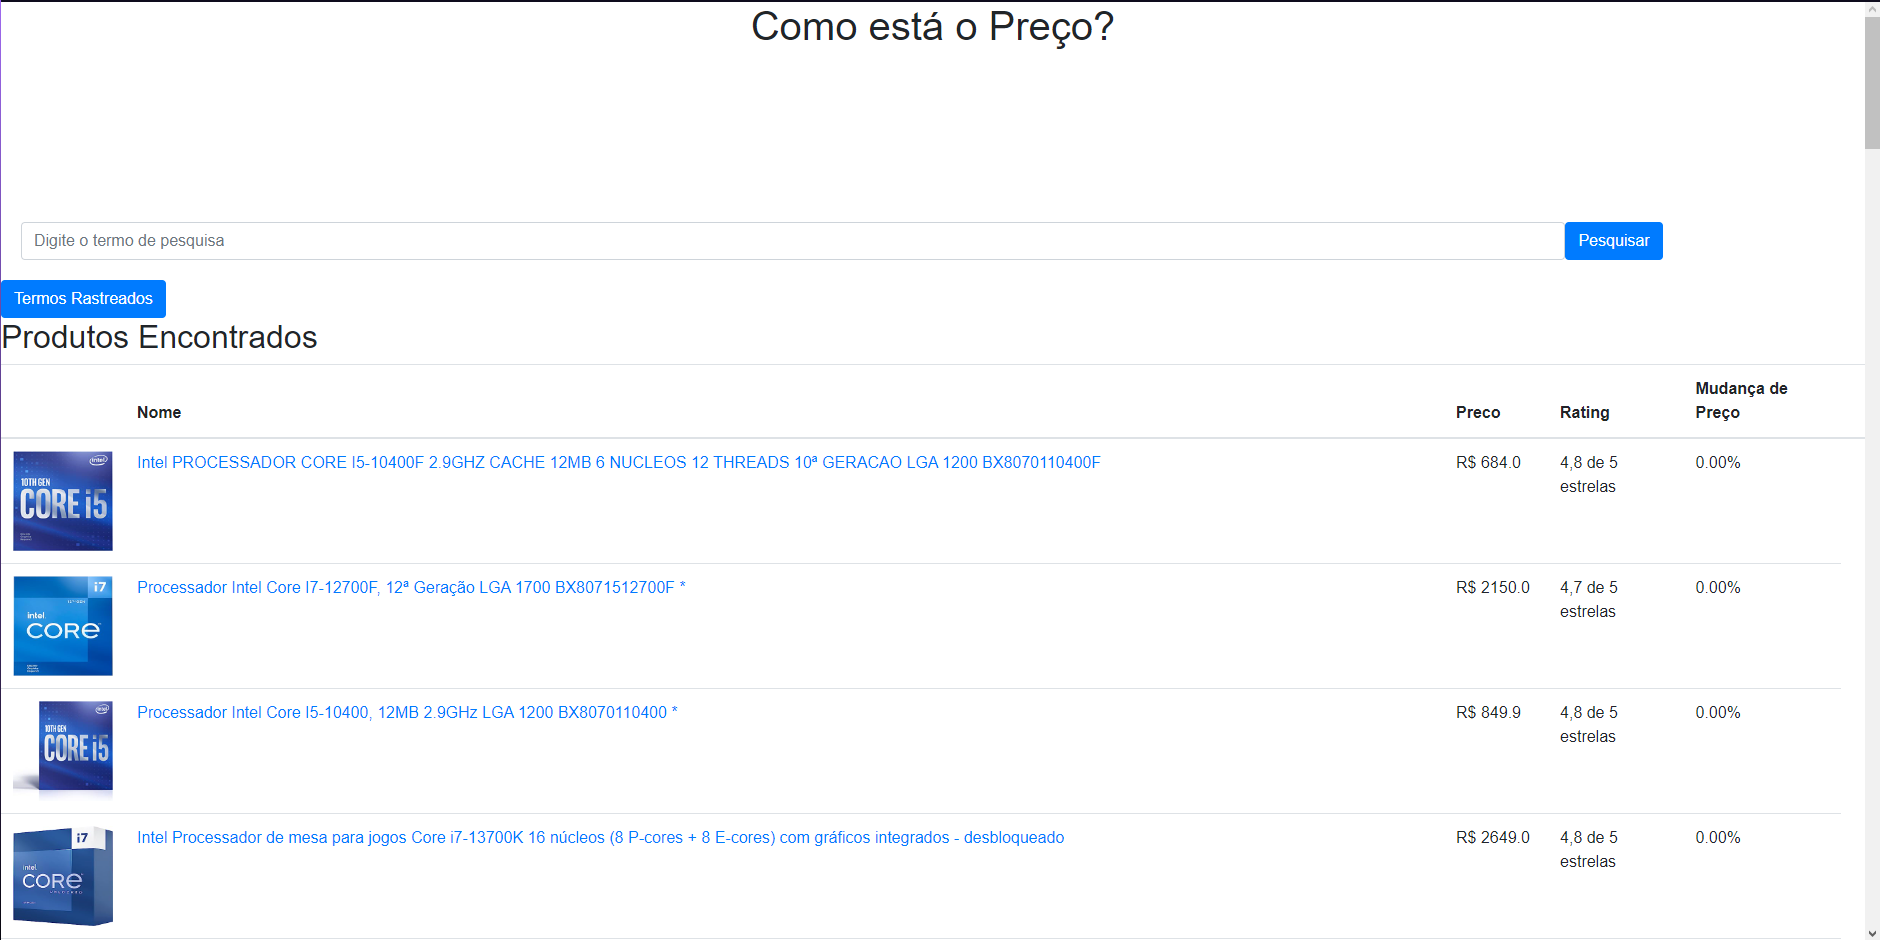 Como está o Preço?
Digite o termo de pesquisa
Pesquisar
Termos Rastreados
Produtos Encontrados
Nome Preco Rating Mudança de Preço
intel
10TH GEN
CORE i5
Intel PROCESSADOR CORE I5-10400F 2.9GHZ CACHE 12MB 6 NUCLEOS 12 THREADS 10ª GERACAO LGA 1200 BX8070110400F R$ 684.0 4,8 de 5 estrelas 0.00%
i7
intel
CORE
Processador Intel Core I7-12700F, 12ª Geração LGA 1700 BX8071512700F * R$ 2150.0 4,7 de 5 estrelas 0.00%
intel
10TH GEN
CORE i5
Processador Intel Core I5-10400, 12MB 2.9GHz LGA 1200 BX8070110400 * R$ 849.9 4,8 de 5 estrelas 0.00%
i7
intel
CORE
Intel Processador de mesa para jogos Core i7-13700K 16 núcleos (8 P-cores + 8 E-cores) com gráficos integrados - desbloqueado R$ 2649.0 4,8 de 5 estrelas 0.00%